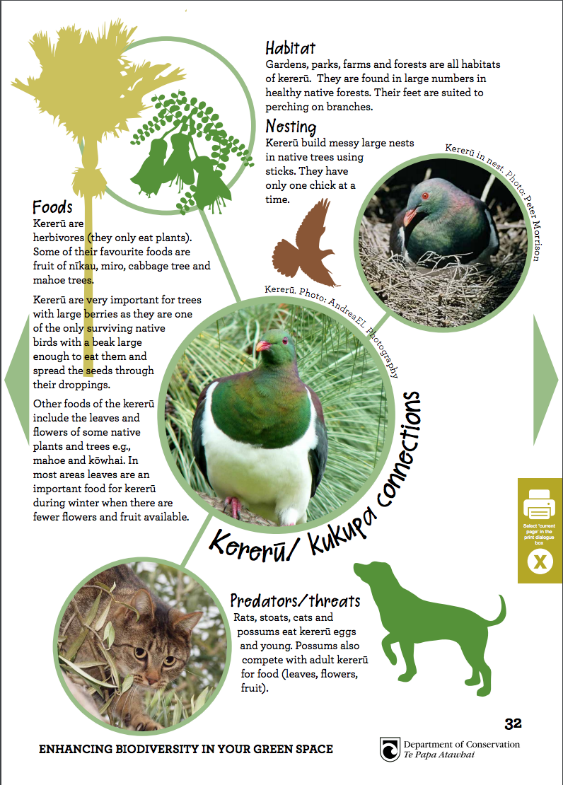 Habitat
Gardens, parks, farms and forests are all habitats
of kererū. They are found in large numbers in
healthy native forests. Their feet are suited to
perching on branches.
Nesting
Kererū build messy large nests
in native trees using
sticks. They have
only one chick at a
time.
Kererū in nest. Photo: Peter Morrison
Foods
Kererū are
herbivores (they only eat plants).
Some of their favourite foods are
fruit of nīkau, miro, cabbage tree and
mahoe trees.
Kererū are very important for trees
with large berries as they are
one of the only surviving native
birds with a beak large
enough to eat them and
spread the seeds through
their droppings.
Other foods of the kererū
include the leaves and
flowers of some native
plants and trees e.g.,
mahoe and kōwhai. In
most areas leaves are an
important food for kererū
during winter when there are
fewer flowers and fruit available.
Kererū. Photo: AndreaEL Photography
Kererū/ kukupa connections
Select 'current
page' in the
print dialogue
box
X
Predators/threats
Rats, stoats, cats and
possums eat kererū eggs
and young. Possums also
compete with adult kererū
for food (leaves, flowers,
fruit).
32
ENHANCING BIODIVERSITY IN YOUR GREEN SPACE
Department of Conservation
Te Papa Atawhai